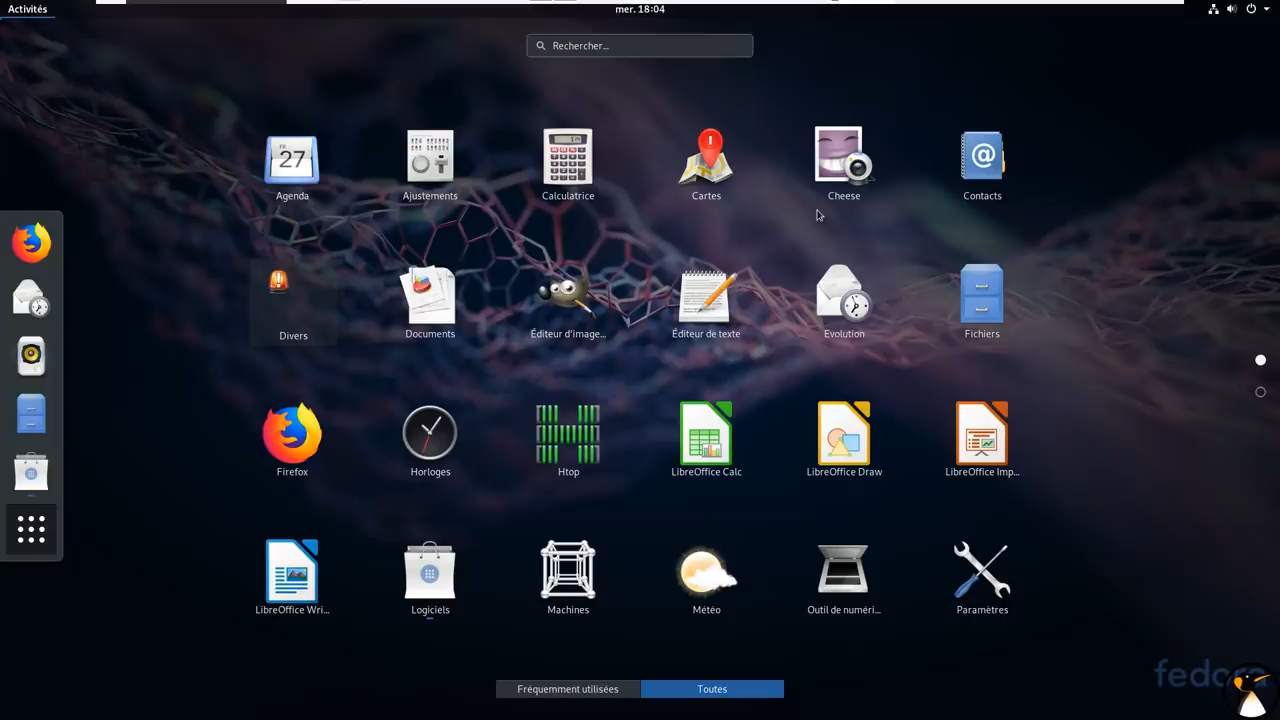 Activités
mer. 18:04
Rechercher...
27
Agenda
Ajustements
Calculatrice
Cartes
Cheese
Contacts
Divers
Documents
Éditeur d'image...
Éditeur de texte
Evolution
Fichiers
Firefox
Horloges
Htop
LibreOffice Calc
LibreOffice Draw
LibreOffice Imp...
LibreOffice Wri...
Logiciels
Machines
Météo
Outil de numéri...
Paramètres
Fréquemment utilisées
Toutes